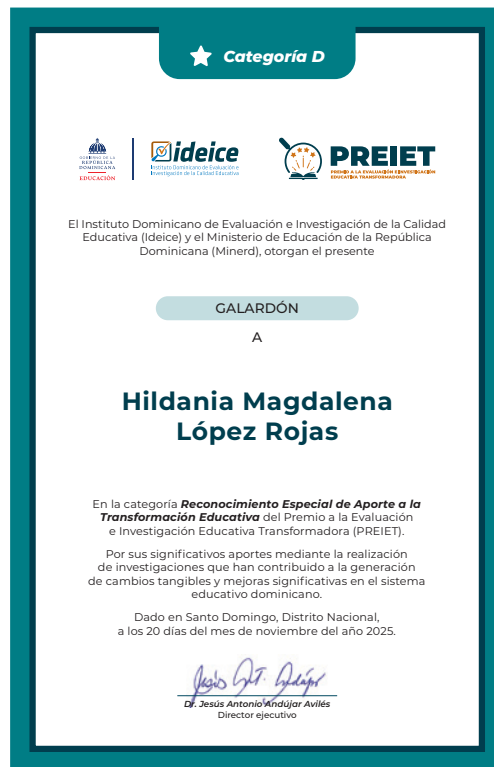 Categoría D
GOBIERNO DE LA
REPÚBLICA
DOMINICANA
EDUCACIÓN
ideice
Instituto Dominicano de Evaluación e
Investigación de la Calidad Educativa
PREIET
PREMIO A LA EVALUACIÓN E INVESTIGACIÓN
EDUCATIVA TRANSFORMADORA
El Instituto Dominicano de Evaluación e Investigación de la Calidad
Educativa (Ideice) y el Ministerio de Educación de la República
Dominicana (Minerd), otorgan el presente
GALARDÓN
A
Hildania Magdalena
López Rojas
En la categoría Reconocimiento Especial de Aporte a la
Transformación Educativa del Premio a la Evaluación
e Investigación Educativa Transformadora (PREIET).
Por sus significativos aportes mediante la realización
de investigaciones que han contribuido a la generación
de cambios tangibles y mejoras significativas en el sistema
educativo dominicano.
Dado en Santo Domingo, Distrito Nacional,
a los 20 días del mes de noviembre del año 2025.
Dr. Jesús Antonio Andújar Avilés
Director ejecutivo